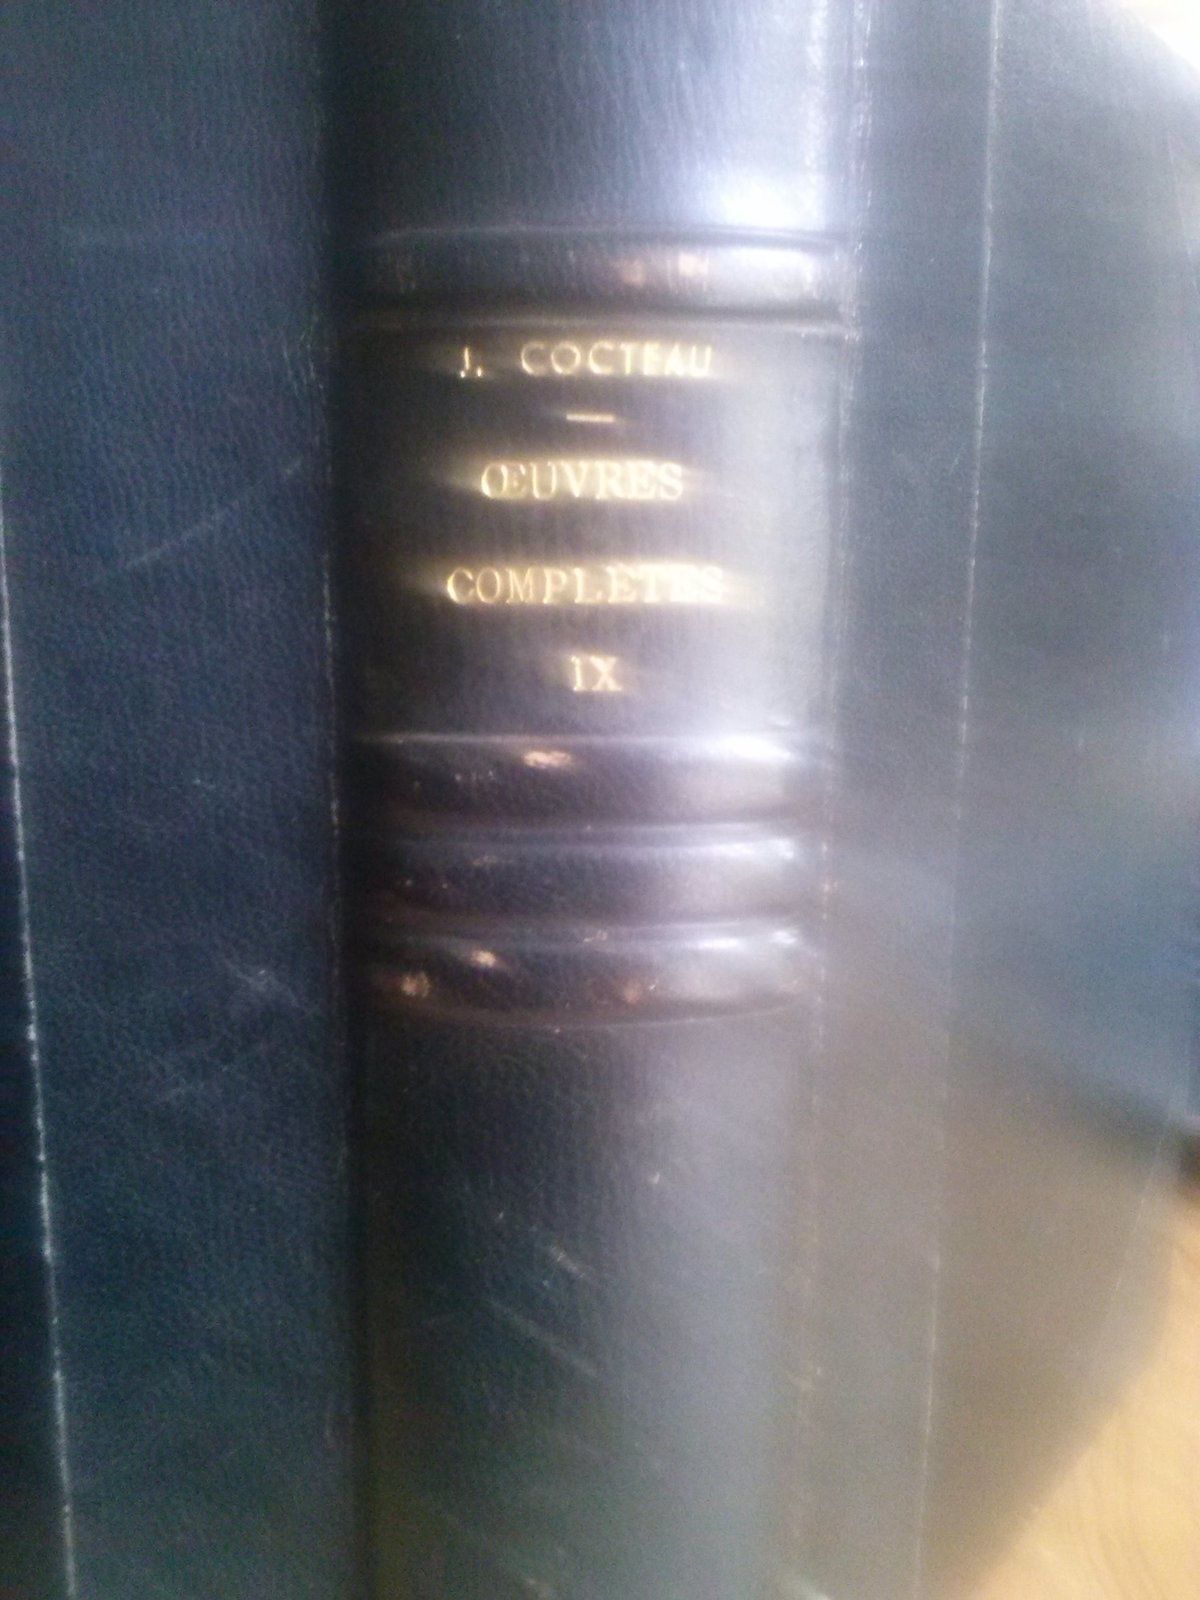 J. COCTEAU
—
ŒUVRES
COMPLETES
IX